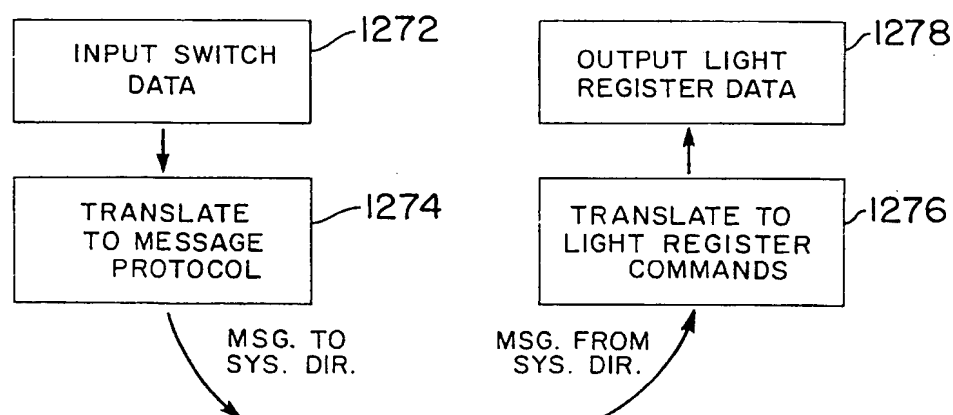 INPUT SWITCH
DATA
1272
TRANSLATE
TO MESSAGE
PROTOCOL
1274
MSG. TO
SYS. DIR.
MSG. FROM
SYS. DIR.
TRANSLATE TO
LIGHT REGISTER
COMMANDS
1276
OUTPUT LIGHT
REGISTER DATA
1278